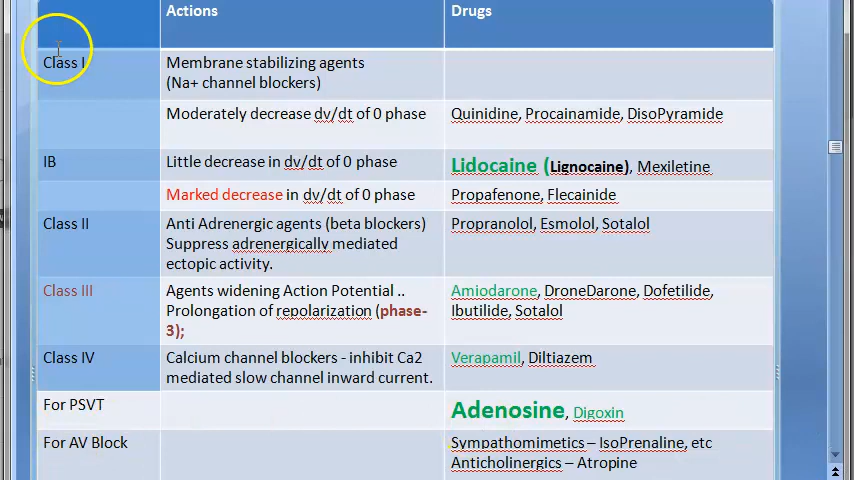 Actions Drugs
Class I Membrane stabilizing agents
(Na+ channel blockers)
Moderately decrease dv/dt of 0 phase Quinidine, Procainamide, DisoPyramide
IB Little decrease in dv/dt of 0 phase Lidocaine (Lignocaine), Mexiletine
Marked decrease in dv/dt of 0 phase Propafenone, Flecainide
Class II Anti Adrenergic agents (beta blockers) Propranolol, Esmolol, Sotalol
Suppress adrenergically mediated
ectopic activity.
Class III Agents widening Action Potential .. Amiodarone, DroneDarone, Dofetilide,
Prolongation of repolarization (phase- Ibutilide, Sotalol
3);
Class IV Calcium channel blockers - inhibit Ca2 Verapamil, Diltiazem
mediated slow channel inward current.
For PSVT Adenosine, Digoxin
For AV Block Sympathomimetics – IsoPrenaline, etc
Anticholinergics – Atropine